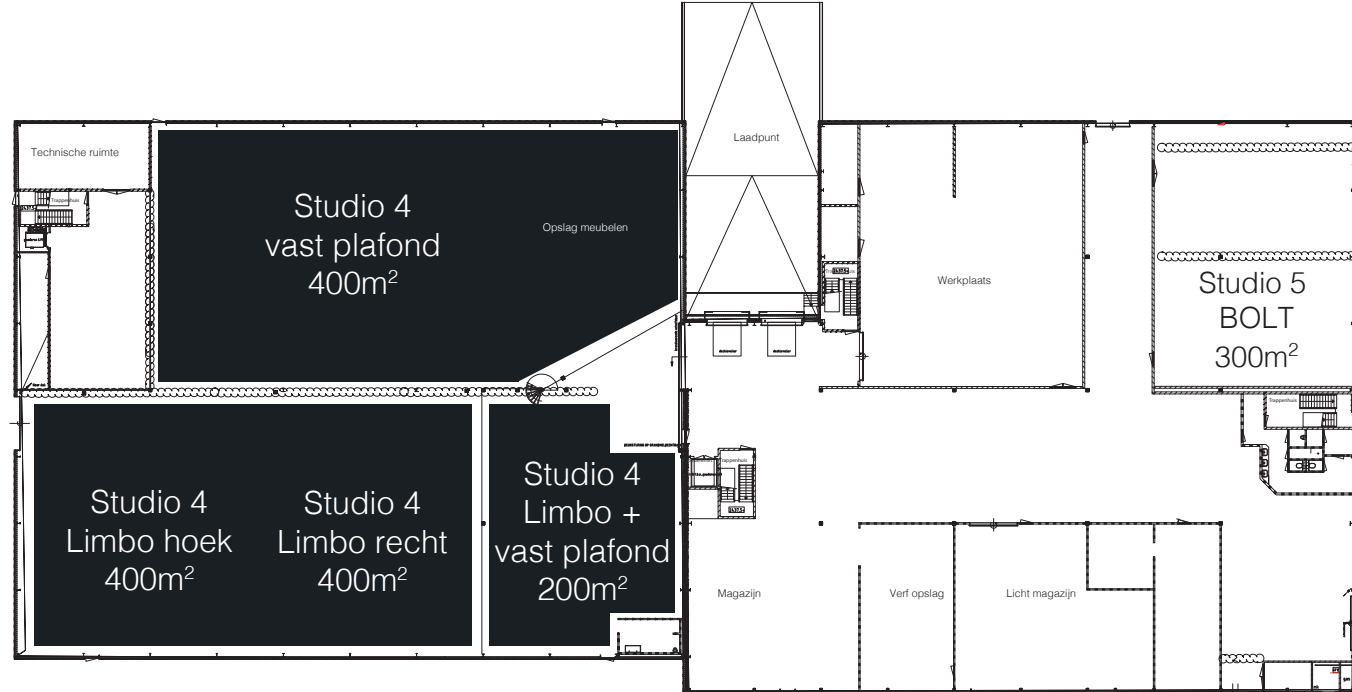 Laadpunt
Technische ruimte
Trappenhuis
Studio 4
vast plafond
400m²
Opslag meubelen
Trappenhuis
Werkplaats
Studio 5
BOLT
300m²
Trappenhuis
Studio 4
Limbo hoek
400m²
Studio 4
Limbo recht
400m²
Studio 4
Limbo +
vast plafond
200m²
Trappenhuis
Magazijn
Verf opslag
Licht magazijn